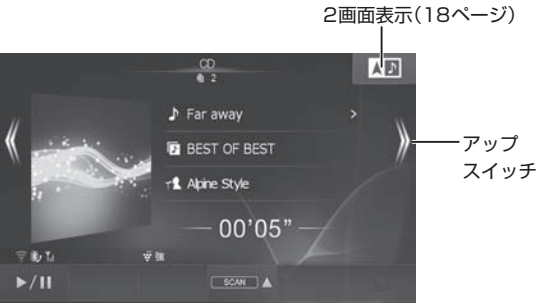 2画面表示(18ページ)
CD
2
Far away
BEST OF BEST
Alpine Style
アップ
スイッチ
00'05"
強
SCAN